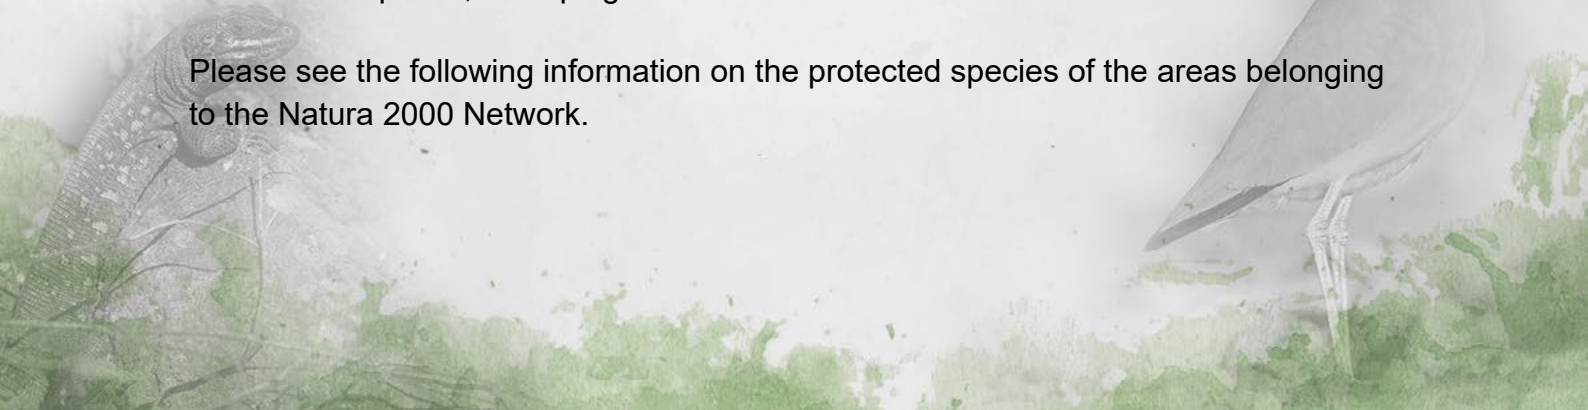 Please see the following information on the protected species of the areas belonging
to the Natura 2000 Network.